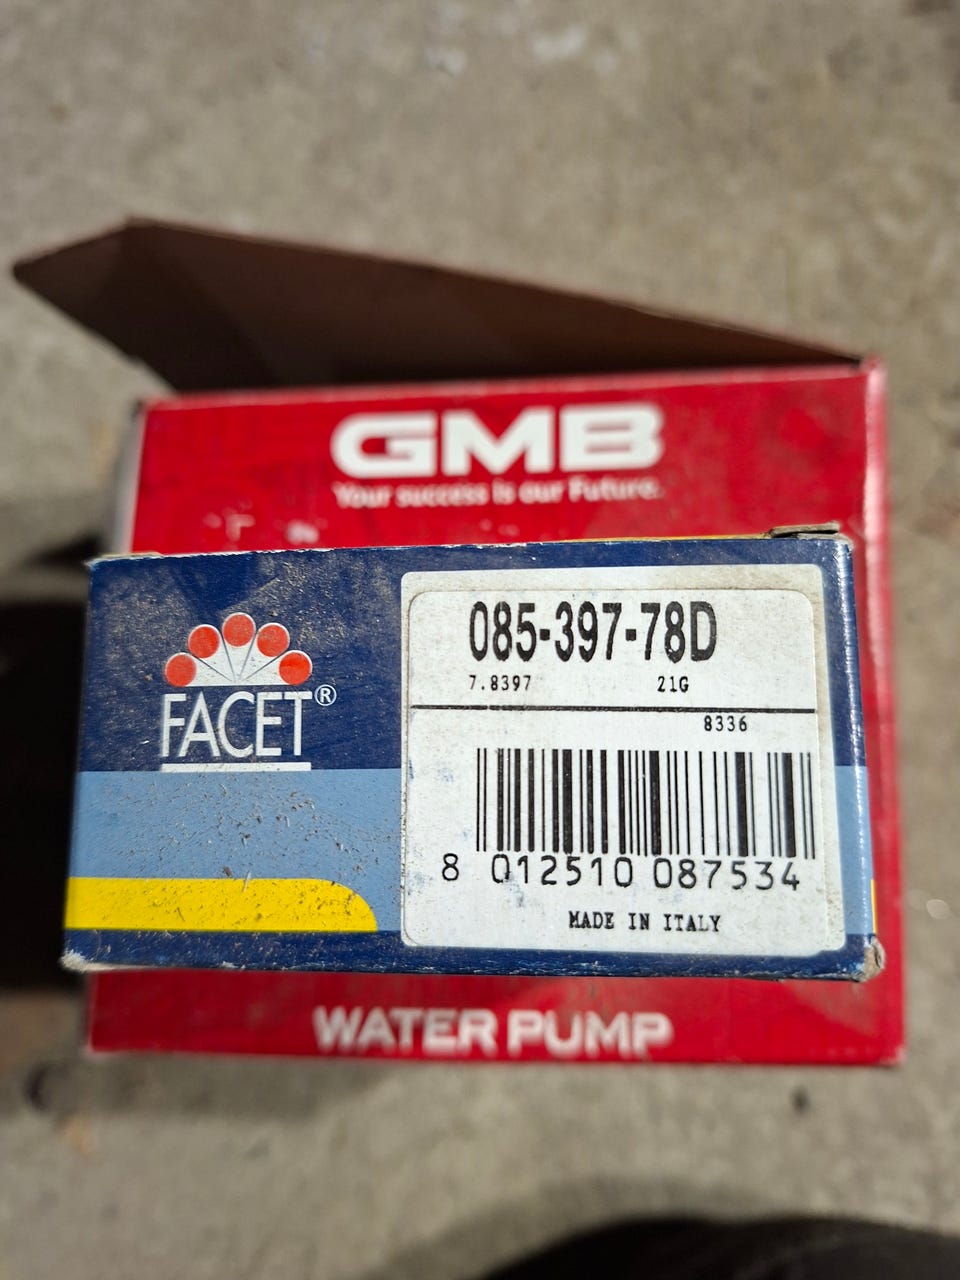 GMB
Your success is our Future.
FACET®
085-397-78D
7.8397 21G
8336
8 012510 087534
MADE IN ITALY
WATER PUMP